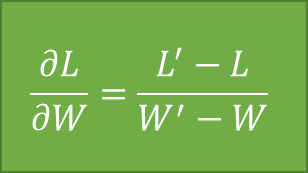 ∂L/∂W = (L′ − L)/(W′ − W)